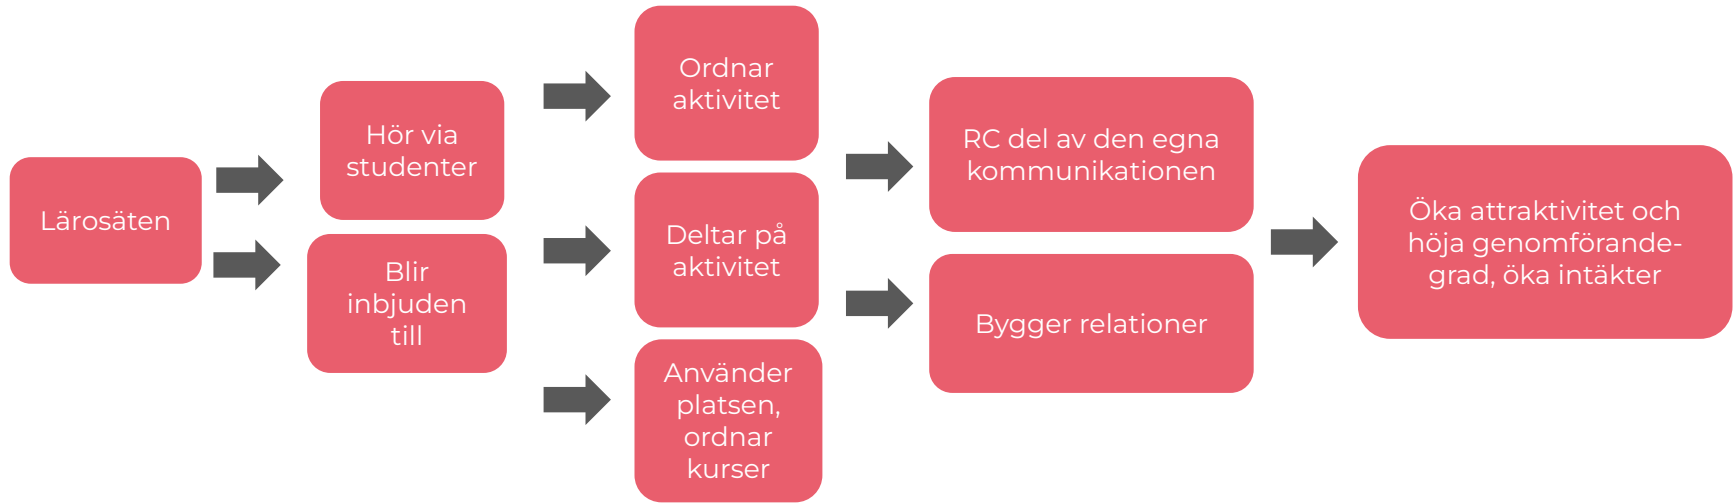 Lärosäten
Hör via
studenter
Blir
inbjuden
till
Ordnar
aktivitet
Deltar på
aktivitet
Använder
platsen,
ordnar
kurser
RC del av den egna
kommunikationen
Bygger relationer
Öka attraktivitet och
höja genomförande-
grad, öka intäkter